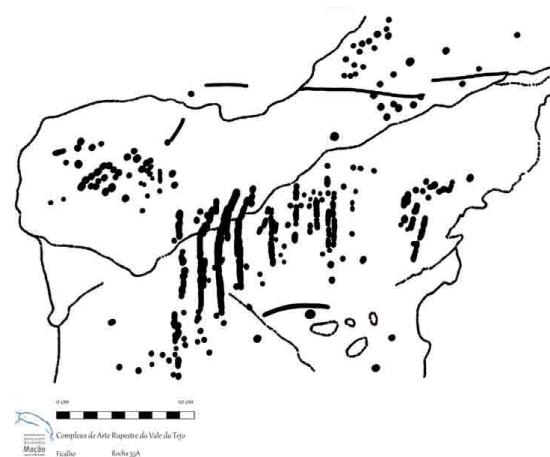 0 cm 10 cm
Complexo de Arte Rupestre do Vale do Tejo
Mação
Ficalho Rocha 53A